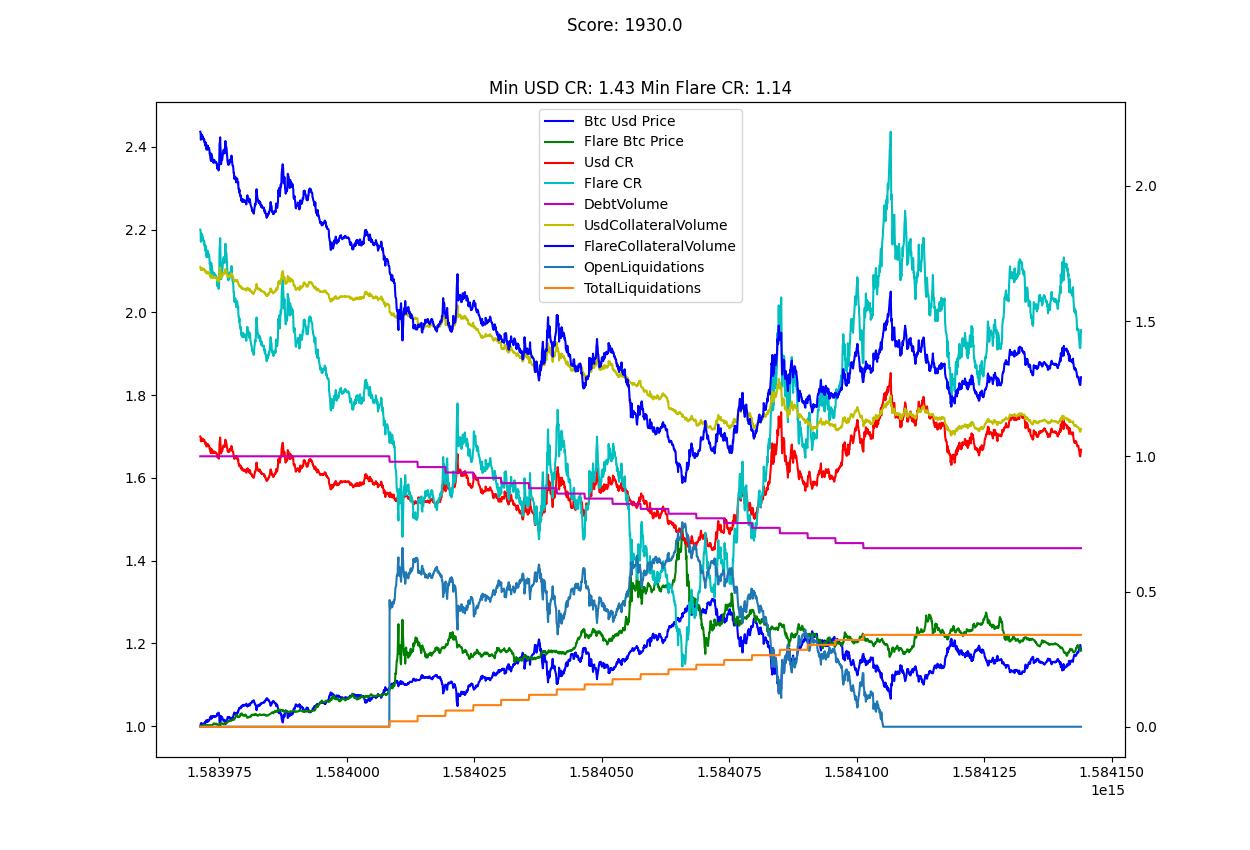 Score: 1930.0
Min USD CR: 1.43 Min Flare CR: 1.14
Btc Usd Price
Flare Btc Price
Usd CR
Flare CR
DebtVolume
UsdCollateralVolume
FlareCollateralVolume
OpenLiquidations
TotalLiquidations
2.4
2.2
2.0
1.8
1.6
1.4
1.2
1.0
2.0
1.5
1.0
0.5
0.0
1.583975 1.584000 1.584025 1.584050 1.584075 1.584100 1.584125 1.584150
1e15